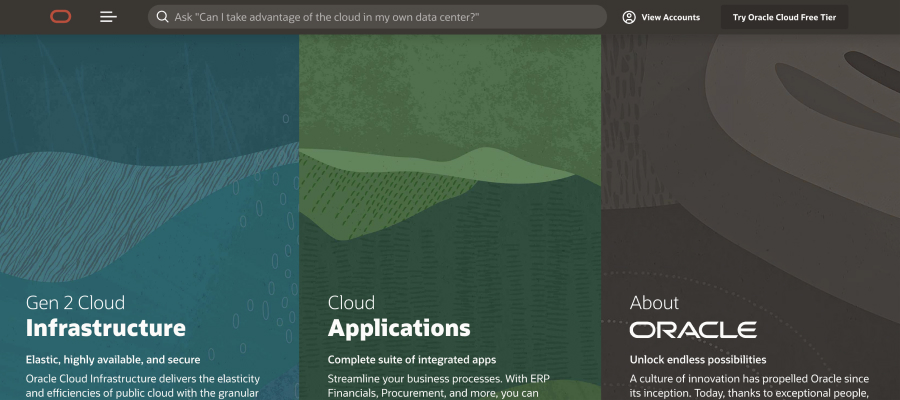 Ask "Can I take advantage of the cloud in my own data center?"
View Accounts
Try Oracle Cloud Free Tier
Gen 2 Cloud
Infrastructure
Elastic, highly available, and secure
Oracle Cloud Infrastructure delivers the elasticity
and efficiencies of public cloud with the granular
Cloud
Applications
Complete suite of integrated apps
Streamline your business processes. With ERP
Financials, Procurement, and more, you can
About
ORACLE
Unlock endless possibilities
A culture of innovation has propelled Oracle since
its inception. Today, thanks to exceptional people,